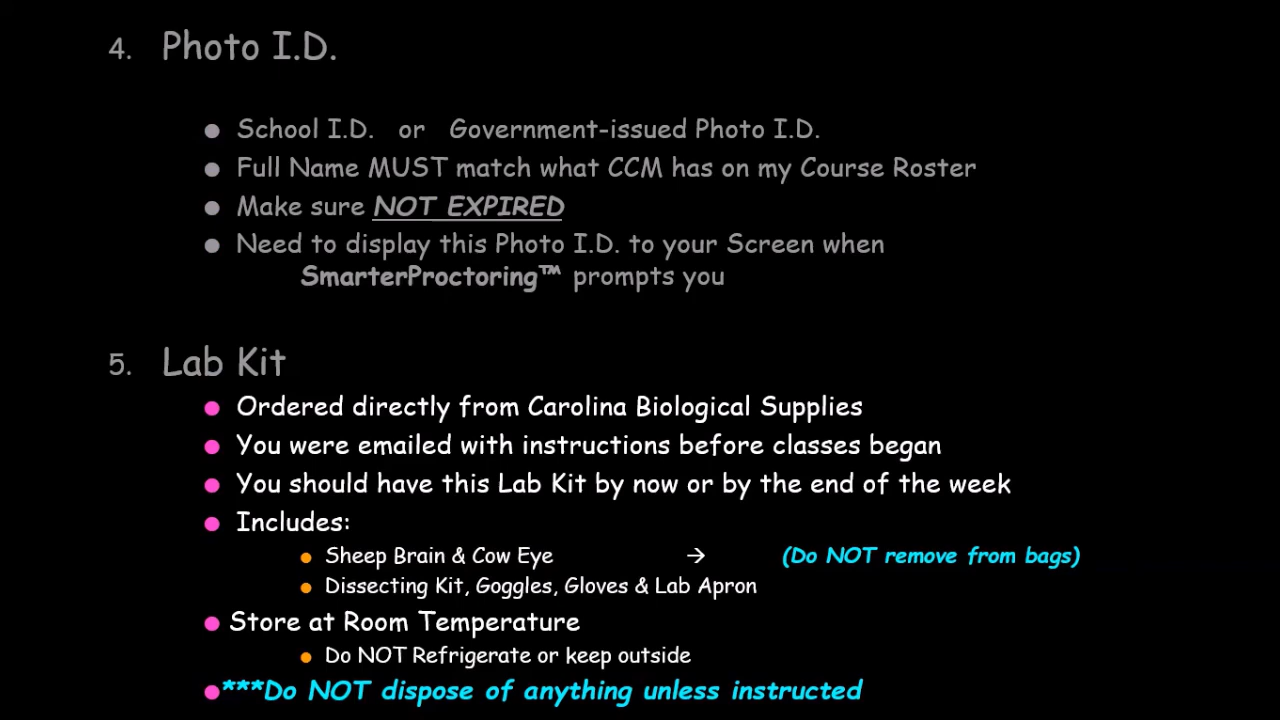 4. Photo I.D.
● School I.D. or Government-issued Photo I.D.
● Full Name MUST match what CCM has on my Course Roster
● Make sure NOT EXPIRED
● Need to display this Photo I.D. to your Screen when
SmarterProctoring™ prompts you
5. Lab Kit
● Ordered directly from Carolina Biological Supplies
● You were emailed with instructions before classes began
● You should have this Lab Kit by now or by the end of the week
● Includes:
● Sheep Brain & Cow Eye → (Do NOT remove from bags)
● Dissecting Kit, Goggles, Gloves & Lab Apron
● Store at Room Temperature
● Do NOT Refrigerate or keep outside
● ***Do NOT dispose of anything unless instructed